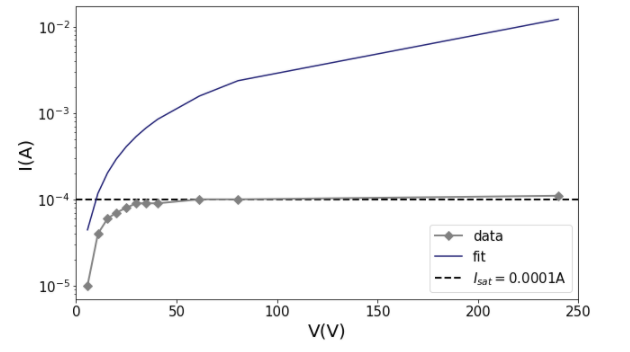 10⁻²
10⁻³
10⁻⁴
10⁻⁵
I(A)
data
fit
I_sat = 0.0001A
0 50 100 150 200 250
V(V)